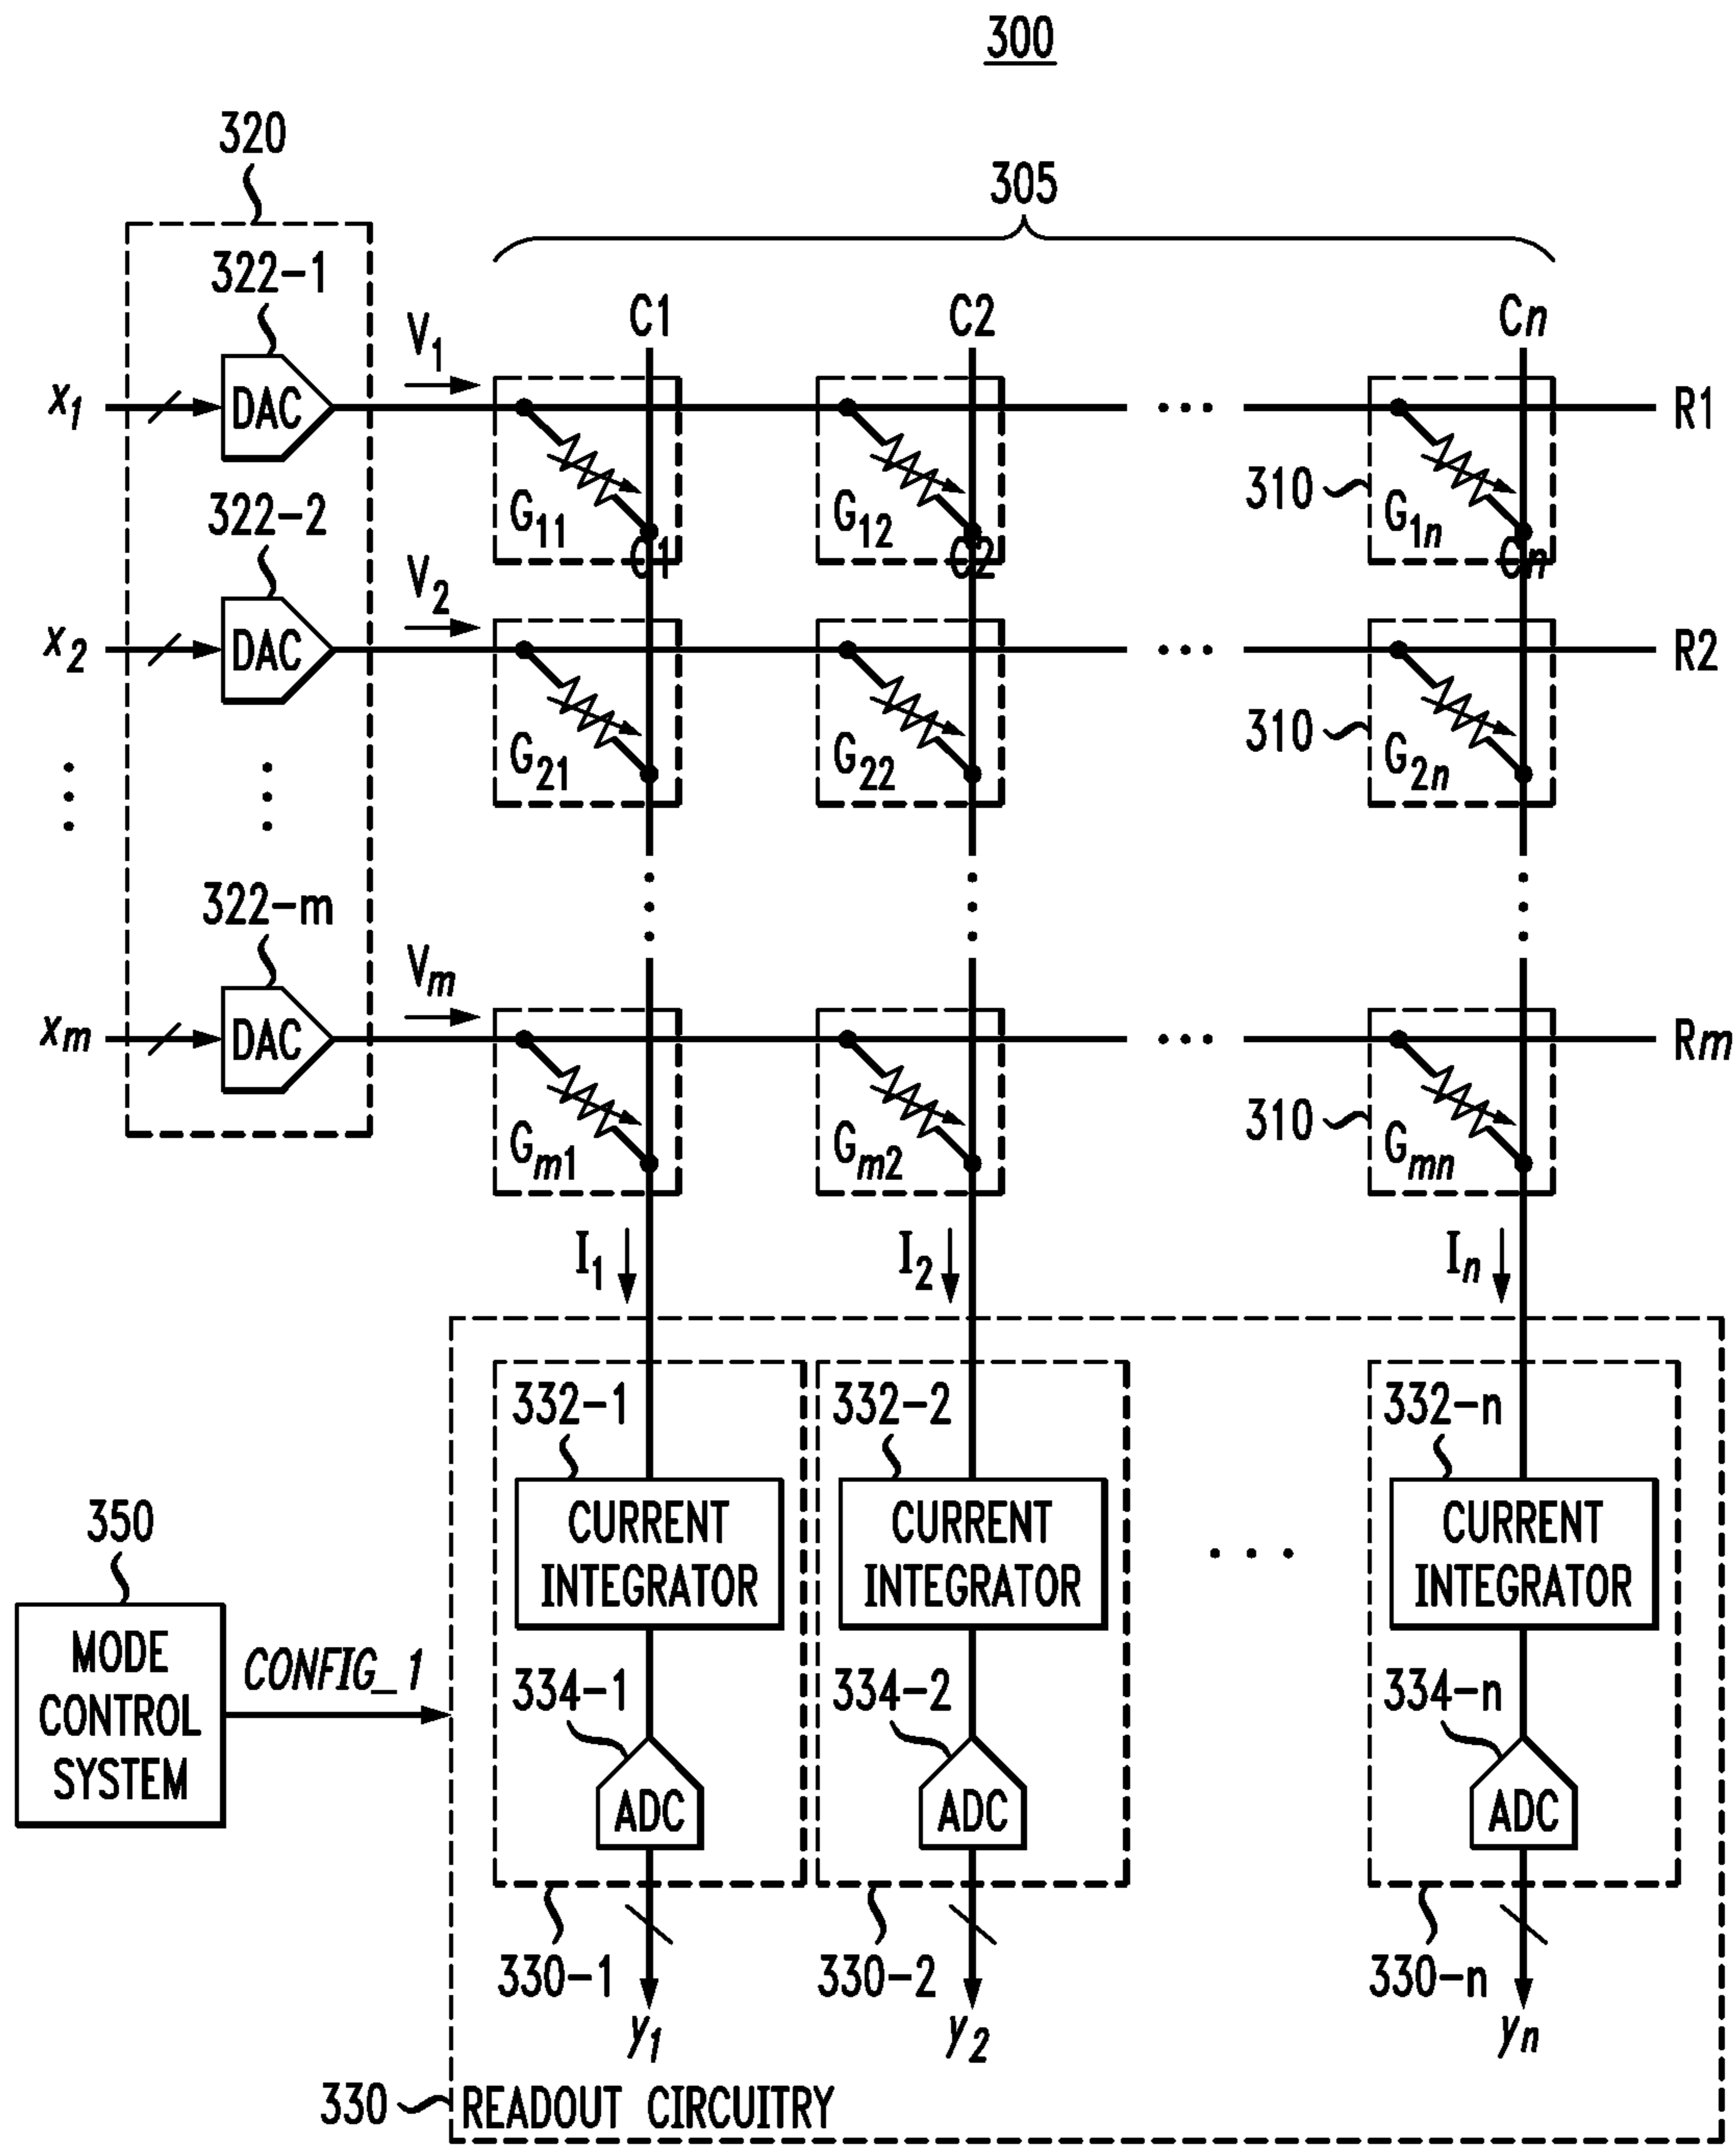 300
320
305
322-1
C1 C2 Cn
V1
x1 DAC R1
G11 G12 310 G1n
322-2
C1 C2 Cn
V2
x2 DAC R2
G21 G22 310 G2n
322-m
Vm
xm DAC Rm
Gm1 Gm2 310 Gmn
I1 I2 In
332-1 332-2 332-n
CURRENT INTEGRATOR CURRENT INTEGRATOR CURRENT INTEGRATOR
350
MODE CONTROL SYSTEM
CONFIG_1
334-1 334-2 334-n
ADC ADC ADC
330-1 330-2 330-n
y1 y2 yn
330 READOUT CIRCUITRY